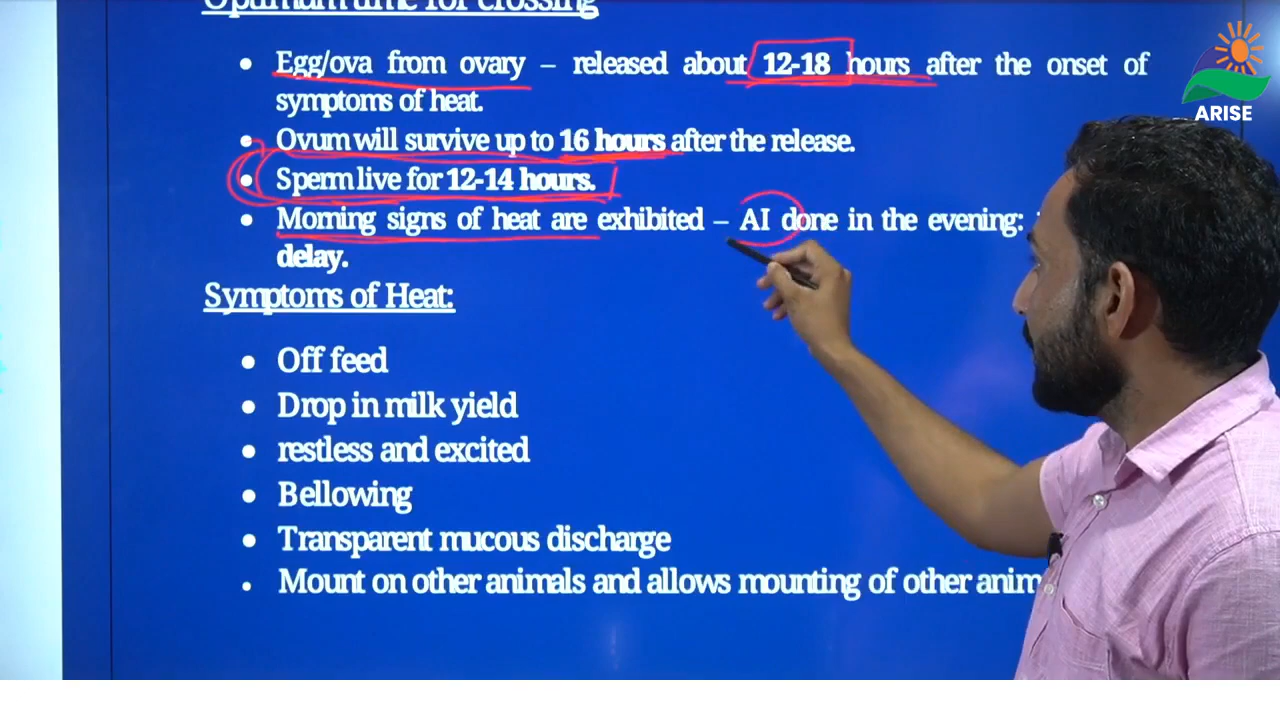 Optimum time for crossing
• Egg/ova from ovary – released about 12-18 hours after the onset of
symptoms of heat.
• Ovum will survive up to 16 hours after the release.
• Sperm live for 12-14 hours.
• Morning signs of heat are exhibited – AI done in the evening:
delay.
Symptoms of Heat:
• Off feed
• Drop in milk yield
• restless and excited
• Bellowing
• Transparent mucous discharge
• Mount on other animals and allows mounting of other anim
ARISE